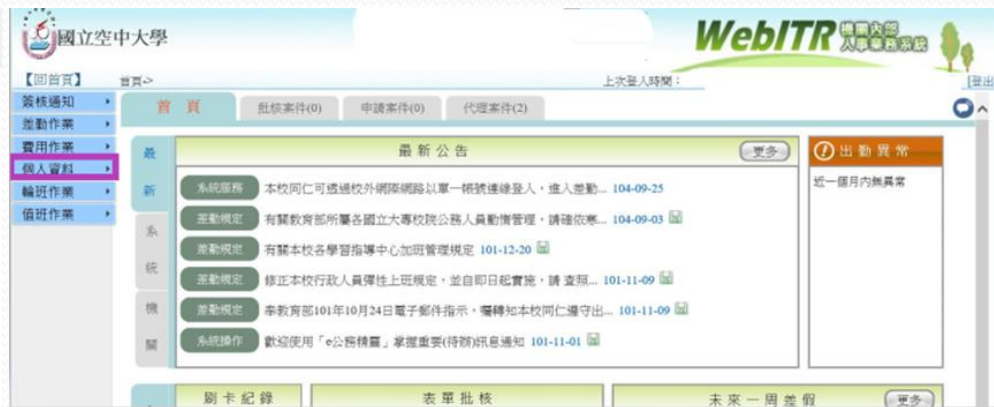 國立空中大學
WebITR 機關內部人事業務系統
【回首頁】
首頁->
上次登入時間：
[登出
簽核通知
差勤作業
費用作業
個人資料
輪班作業
值班作業
首 頁
批核案件(0)
申請案件(0)
代理案件(2)
最新
系統
機關
最新公告
更多
系統服務 本校同仁可透過校外網際網路以單一帳號連線登入，進入差勤... 104-09-25
差勤規定 有關教育部所屬各國立大專校院公務人員勤惰管理，請確依寒... 104-09-03
差勤規定 有關本校各學習指導中心加班管理規定 101-12-20
差勤規定 修正本校行政人員彈性上班規定，並自即日起實施，請 查照... 101-11-09
差勤規定 奉教育部101年10月24日電子郵件指示，囑轉知本校同仁遵守出... 101-11-09
系統操作 歡迎使用「e公務精靈」掌握重要(待辦)訊息通知 101-11-01
出勤異常
近一個月內無異常
刷卡紀錄
表單批核
未來一周差假
更多